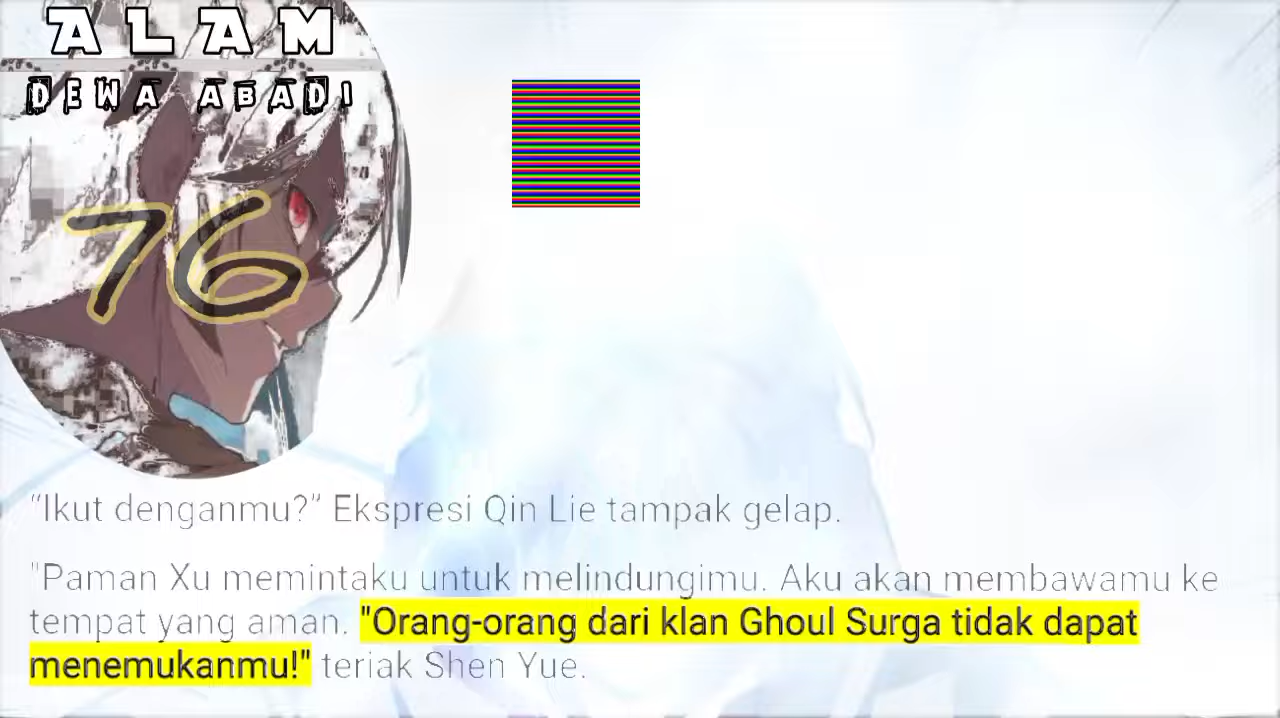 ALAM
DEWA ABADI
76
“Ikut denganmu?” Ekspresi Qin Lie tampak gelap.
"Paman Xu memintaku untuk melindungimu. Aku akan membawamu ke
tempat yang aman. "Orang-orang dari klan Ghoul Surga tidak dapat
menemukanmu!" teriak Shen Yue.